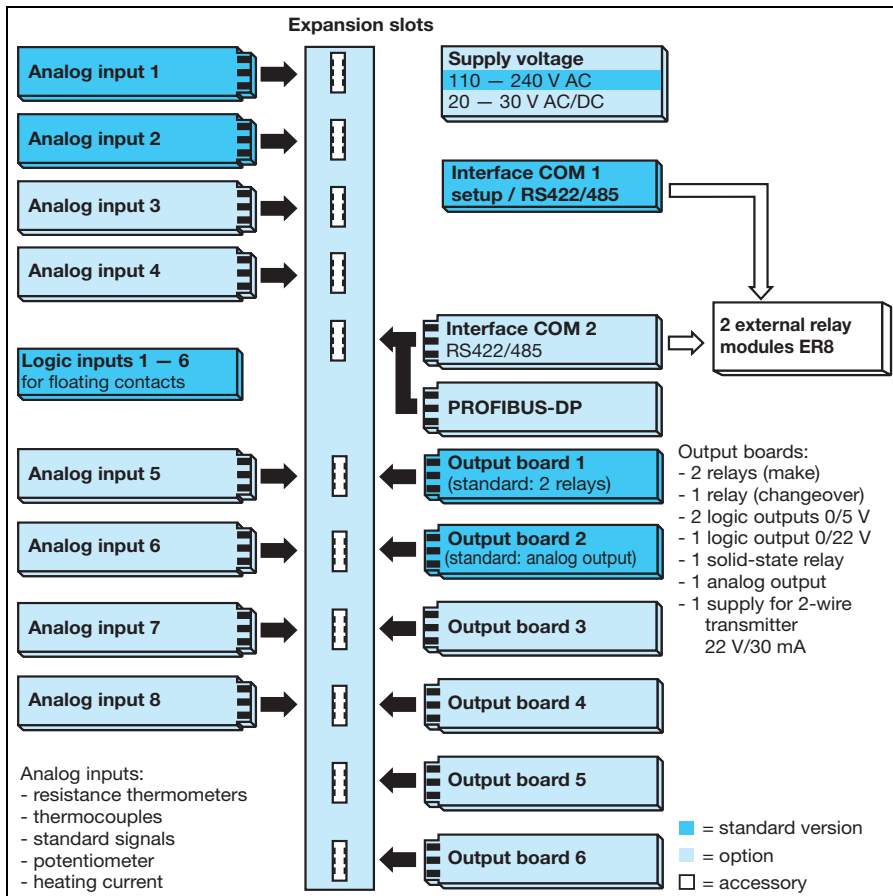 Expansion slots
Analog input 1
Analog input 2
Analog input 3
Analog input 4
Logic inputs 1 — 6
for floating contacts
Analog input 5
Analog input 6
Analog input 7
Analog input 8
Analog inputs:
- resistance thermometers
- thermocouples
- standard signals
- potentiometer
- heating current
Supply voltage
110 — 240 V AC
20 — 30 V AC/DC
Interface COM 1
setup / RS422/485
Interface COM 2
RS422/485
2 external relay
modules ER8
PROFIBUS-DP
Output board 1
(standard: 2 relays)
Output board 2
(standard: analog output)
Output board 3
Output board 4
Output board 5
Output board 6
Output boards:
- 2 relays (make)
- 1 relay (changeover)
- 2 logic outputs 0/5 V
- 1 logic output 0/22 V
- 1 solid-state relay
- 1 analog output
- 1 supply for 2-wire
transmitter
22 V/30 mA
= standard version
= option
= accessory